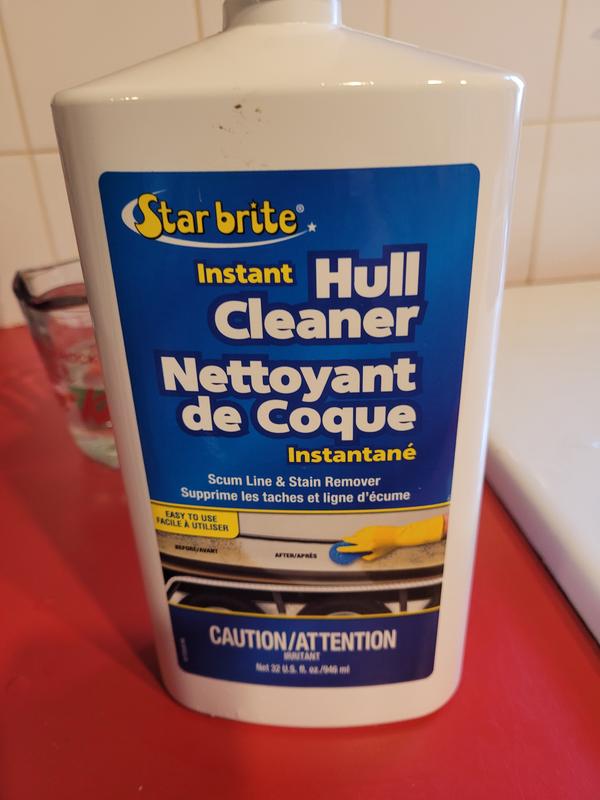 Star brite®
Instant Hull
Cleaner
Nettoyant
de Coque
Instantané
Scum Line & Stain Remover
Supprime les taches et ligne d'écume
EASY TO USE
FACILE À UTILISER
BEFORE/AVANT
AFTER/APRÈS
CAUTION/ATTENTION
IRRITANT
Net 32 U.S. fl. oz./946 ml